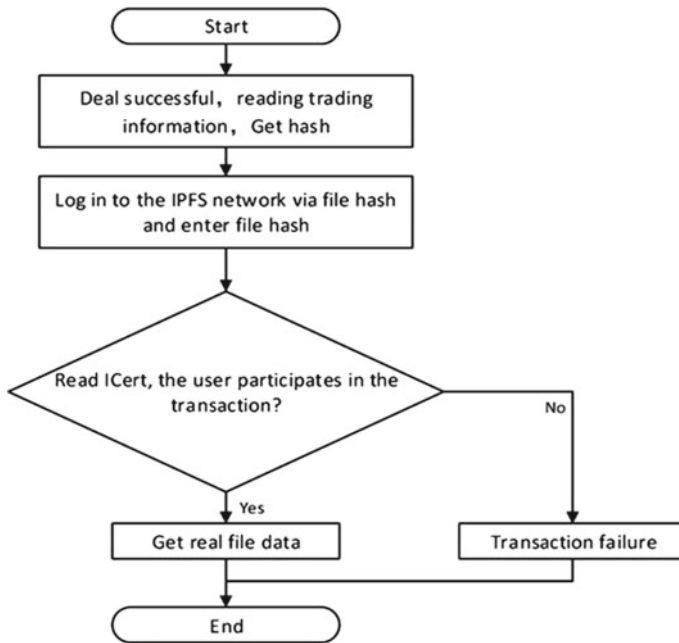 Start
Deal successful，reading trading
information，Get hash
Log in to the IPFS network via file hash
and enter file hash
Read ICert, the user participates in the
transaction?
No
Yes
Get real file data
Transaction failure
End